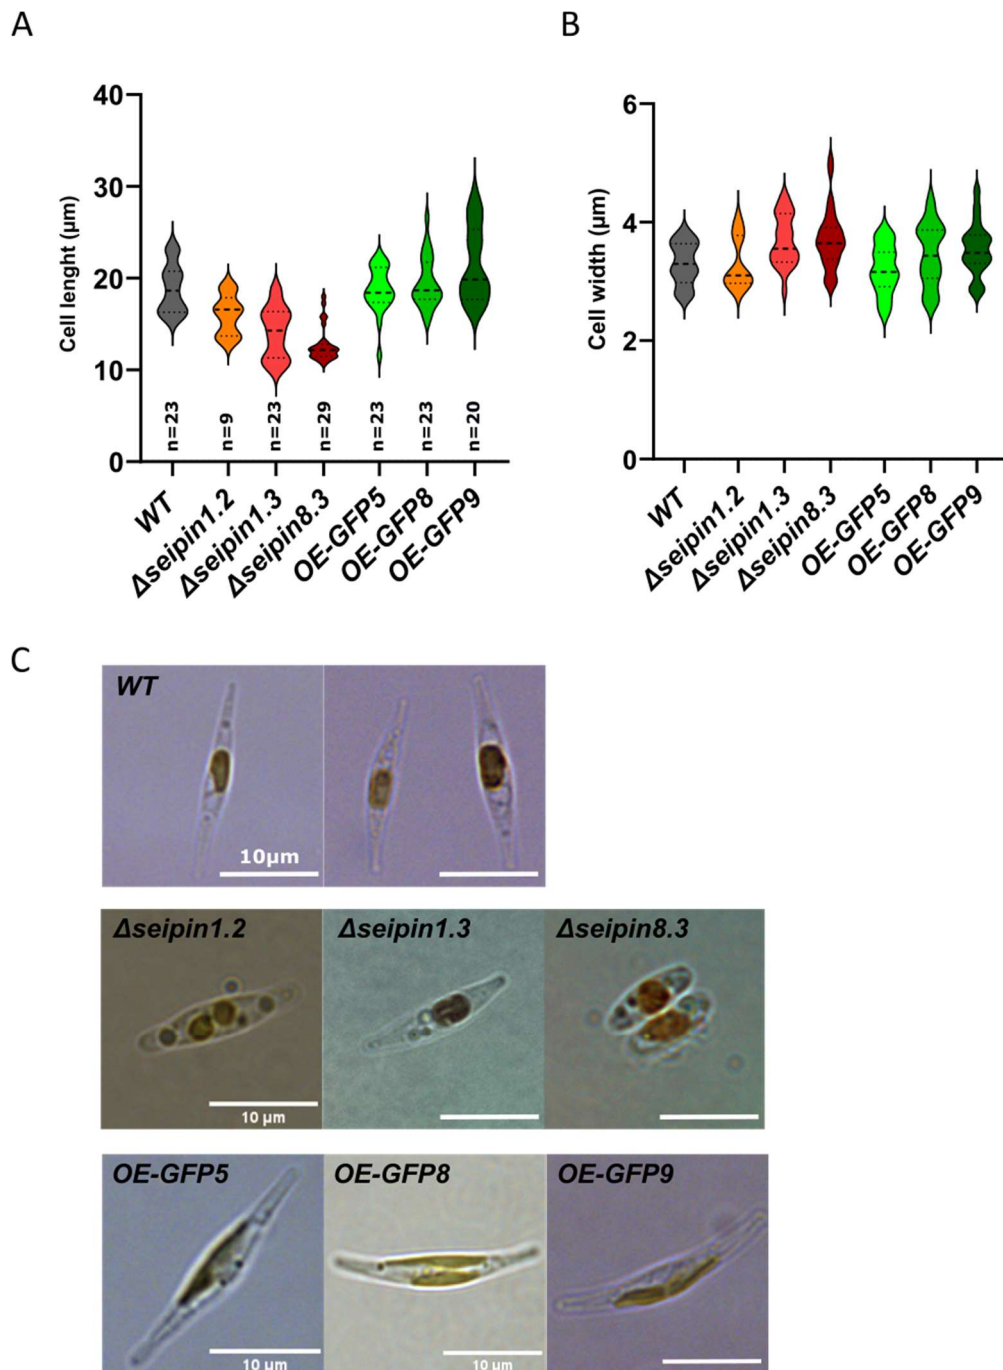 A
B
40
30
20
10
0
Cell lenght (µm)
n=23
n=9
n=23
n=29
n=23
n=23
n=20
WT
Δseipin1.2
Δseipin1.3
Δseipin8.3
OE-GFP5
OE-GFP8
OE-GFP9
6
4
2
0
Cell width (µm)
WT
Δseipin1.2
Δseipin1.3
Δseipin8.3
OE-GFP5
OE-GFP8
OE-GFP9
C
WT
10µm
Δseipin1.2
Δseipin1.3
Δseipin8.3
10 µm
OE-GFP5
OE-GFP8
OE-GFP9
10 µm
10 µm